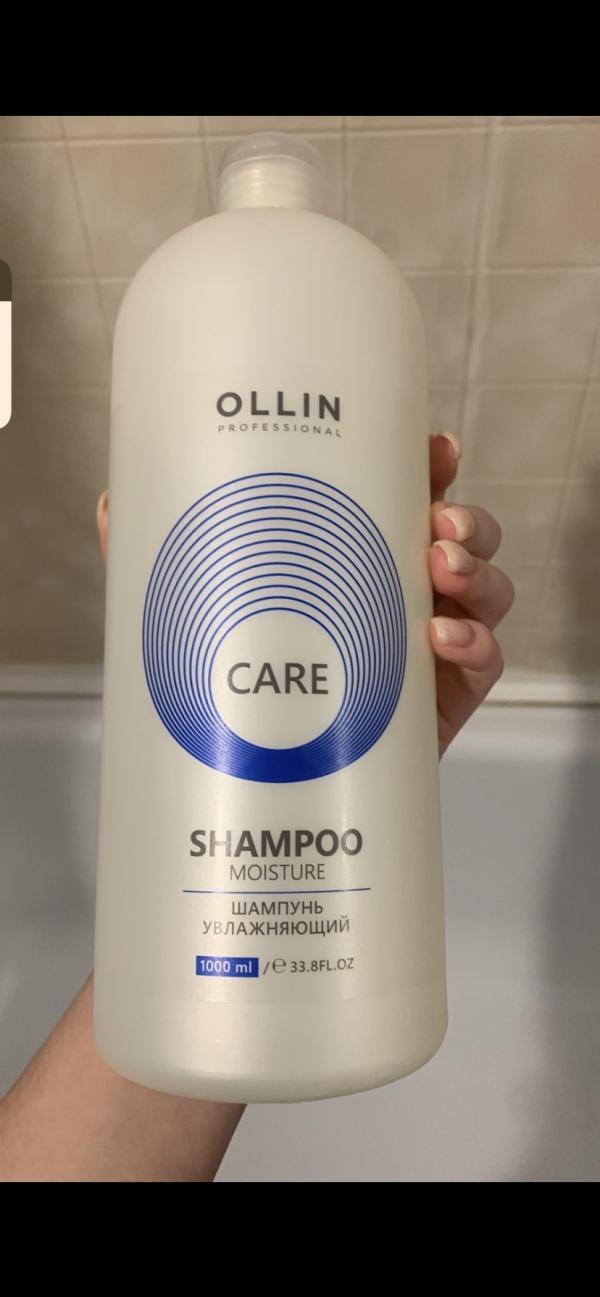 OLLIN
PROFESSIONAL
CARE
SHAMPOO
MOISTURE
ШАМПУНЬ
УВЛАЖНЯЮЩИЙ
1000 ml / ℮ 33.8FL.OZ